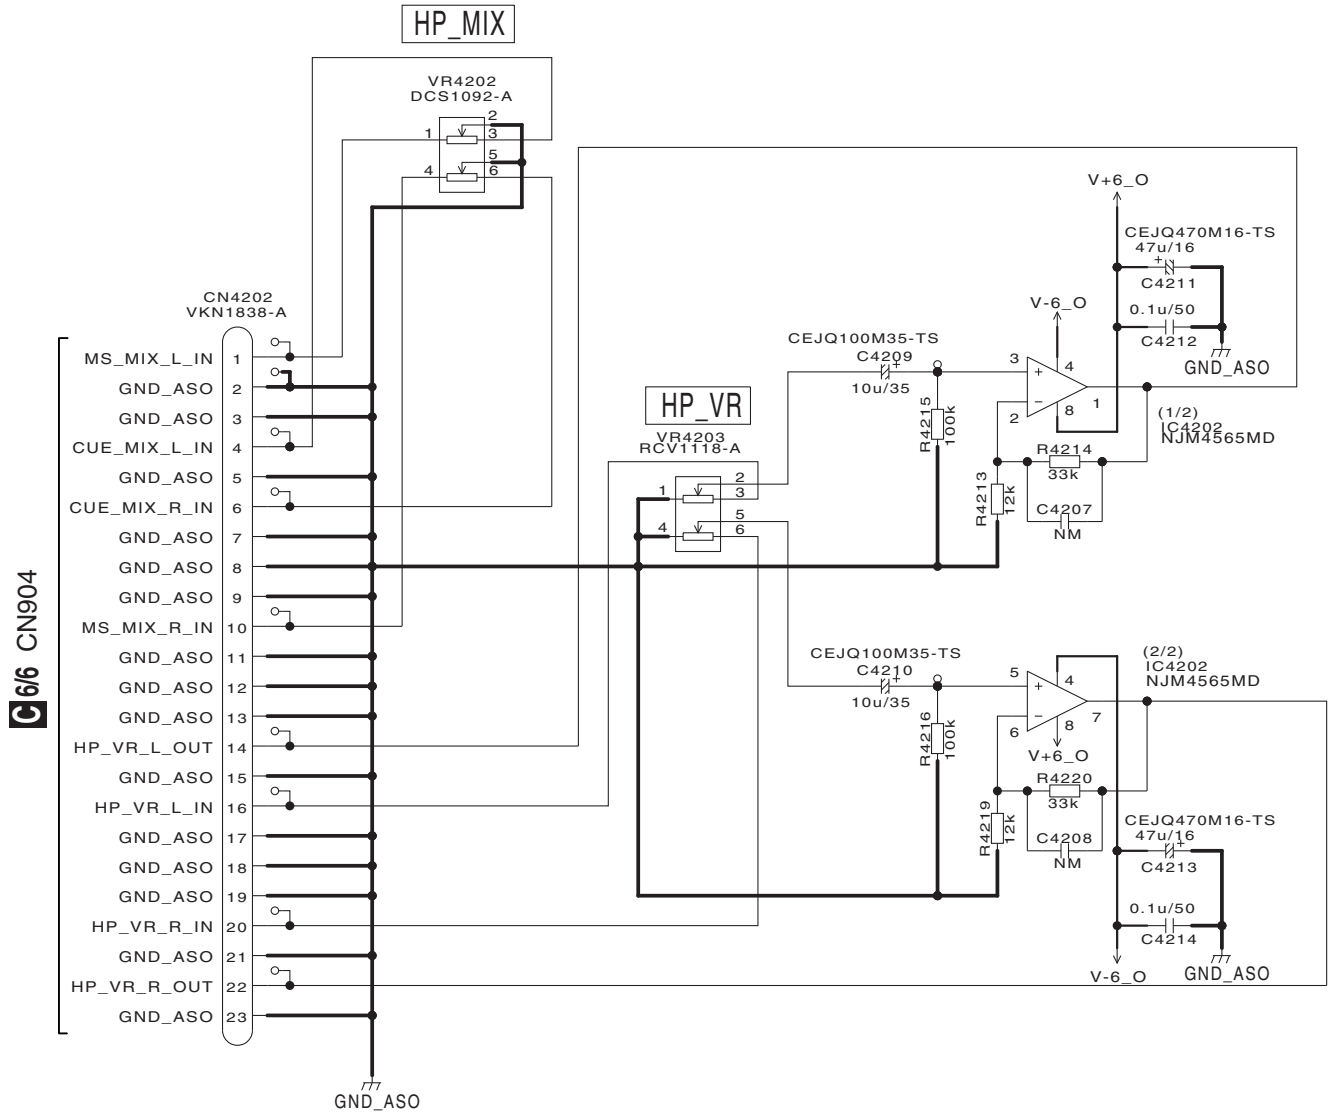 HP_MIX
VR4202
DCS1092-A
1
2
3
4
5
6
V+6_O
CEJQ470M16-TS
47u/16
+
C4211
0.1u/50
C4212
GND_ASO
V-6_O
CEJQ100M35-TS
C4209
+
10u/35
R4215
100k
3
+
4
−
2
8
1
(1/2)
IC4202
NJM4565MD
R4214
33k
R4213
12k
C4207
NM
HP_VR
VR4203
RCV1118-A
1
2
3
4
5
6
CN4202
VKN1838-A
MS_MIX_L_IN 1
GND_ASO 2
GND_ASO 3
CUE_MIX_L_IN 4
GND_ASO 5
CUE_MIX_R_IN 6
GND_ASO 7
GND_ASO 8
GND_ASO 9
MS_MIX_R_IN 10
GND_ASO 11
GND_ASO 12
GND_ASO 13
HP_VR_L_OUT 14
GND_ASO 15
HP_VR_L_IN 16
GND_ASO 17
GND_ASO 18
GND_ASO 19
HP_VR_R_IN 20
GND_ASO 21
HP_VR_R_OUT 22
GND_ASO 23
C 6/6 CN904
GND_ASO
CEJQ100M35-TS
C4210
+
10u/35
R4216
100k
5
+
4
−
6
8
7
V+6_O
(2/2)
IC4202
NJM4565MD
R4220
33k
R4219
12k
C4208
NM
CEJQ470M16-TS
47u/16
+
C4213
0.1u/50
C4214
V-6_O
GND_ASO